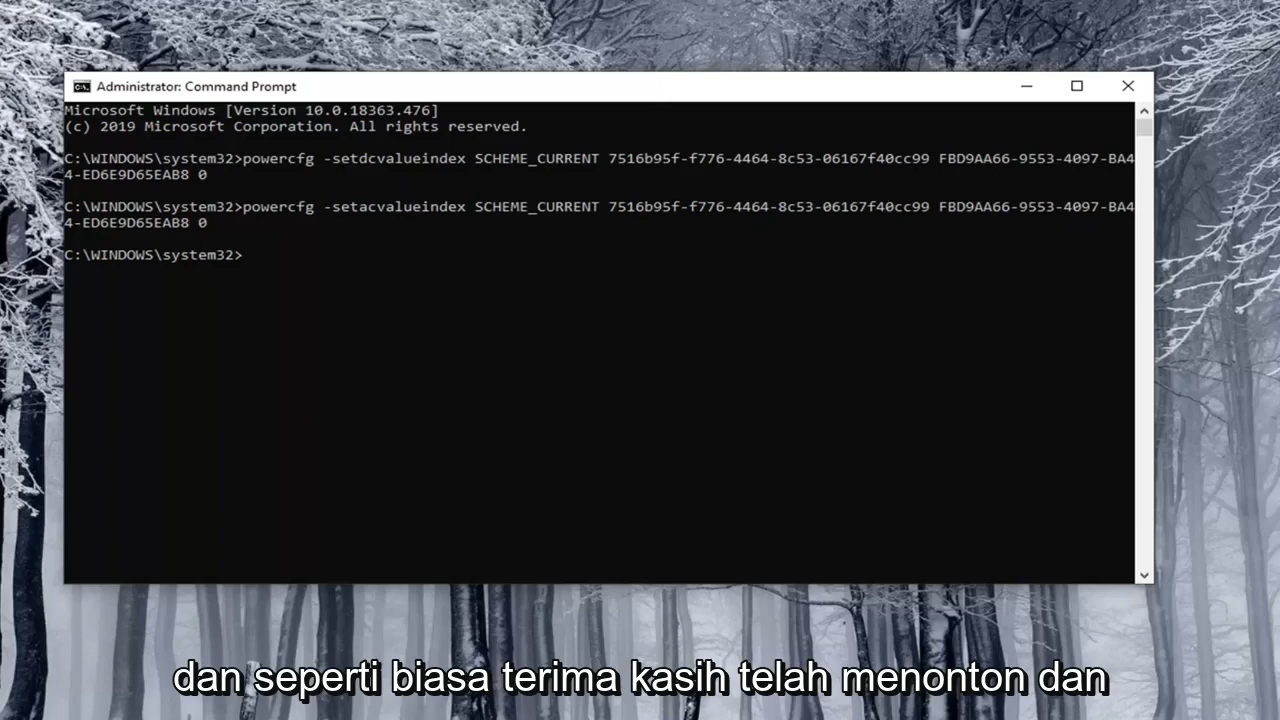 Administrator: Command Prompt
Microsoft Windows [Version 10.0.18363.476]
(c) 2019 Microsoft Corporation. All rights reserved.
C:\WINDOWS\system32>powercfg -setdcvalueindex SCHEME_CURRENT 7516b95f-f776-4464-8c53-06167f40cc99 FBD9AA66-9553-4097-BA4
4-ED6E9D65EAB8 0
C:\WINDOWS\system32>powercfg -setacvalueindex SCHEME_CURRENT 7516b95f-f776-4464-8c53-06167f40cc99 FBD9AA66-9553-4097-BA4
4-ED6E9D65EAB8 0
C:\WINDOWS\system32>
dan seperti biasa terima kasih telah menonton dan